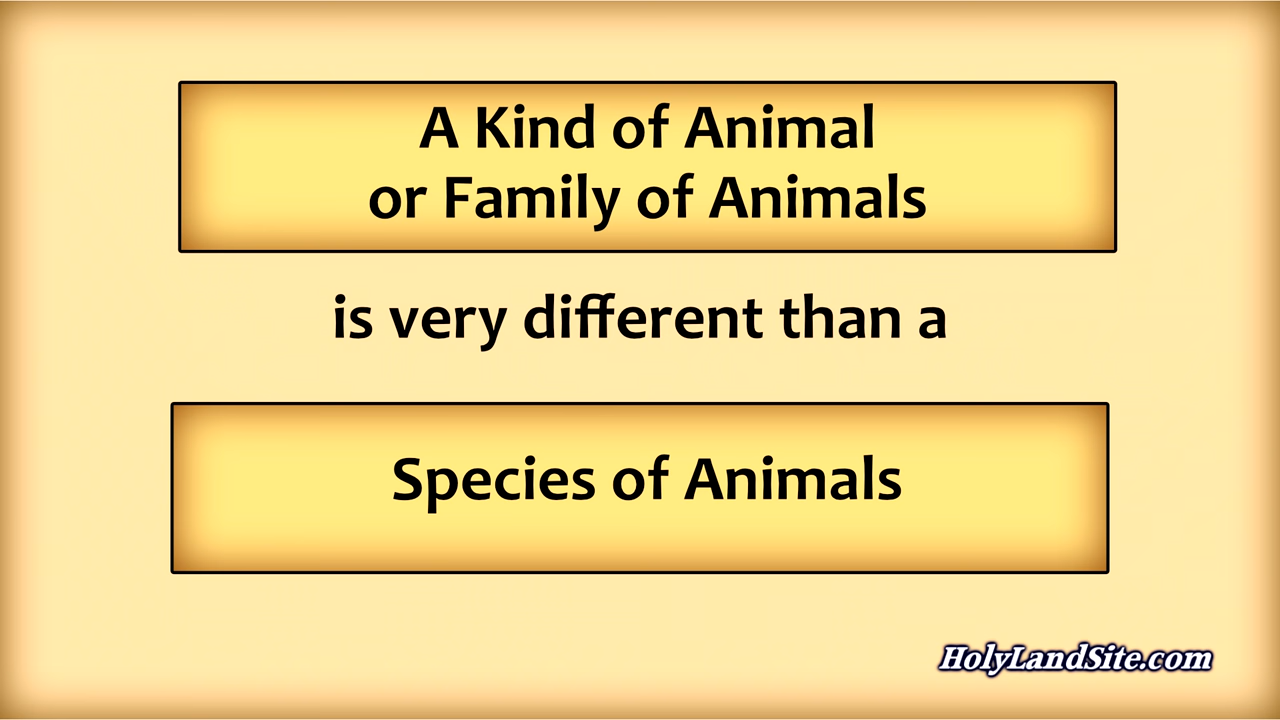 A Kind of Animal
or Family of Animals
is very different than a
Species of Animals
HolyLandSite.com